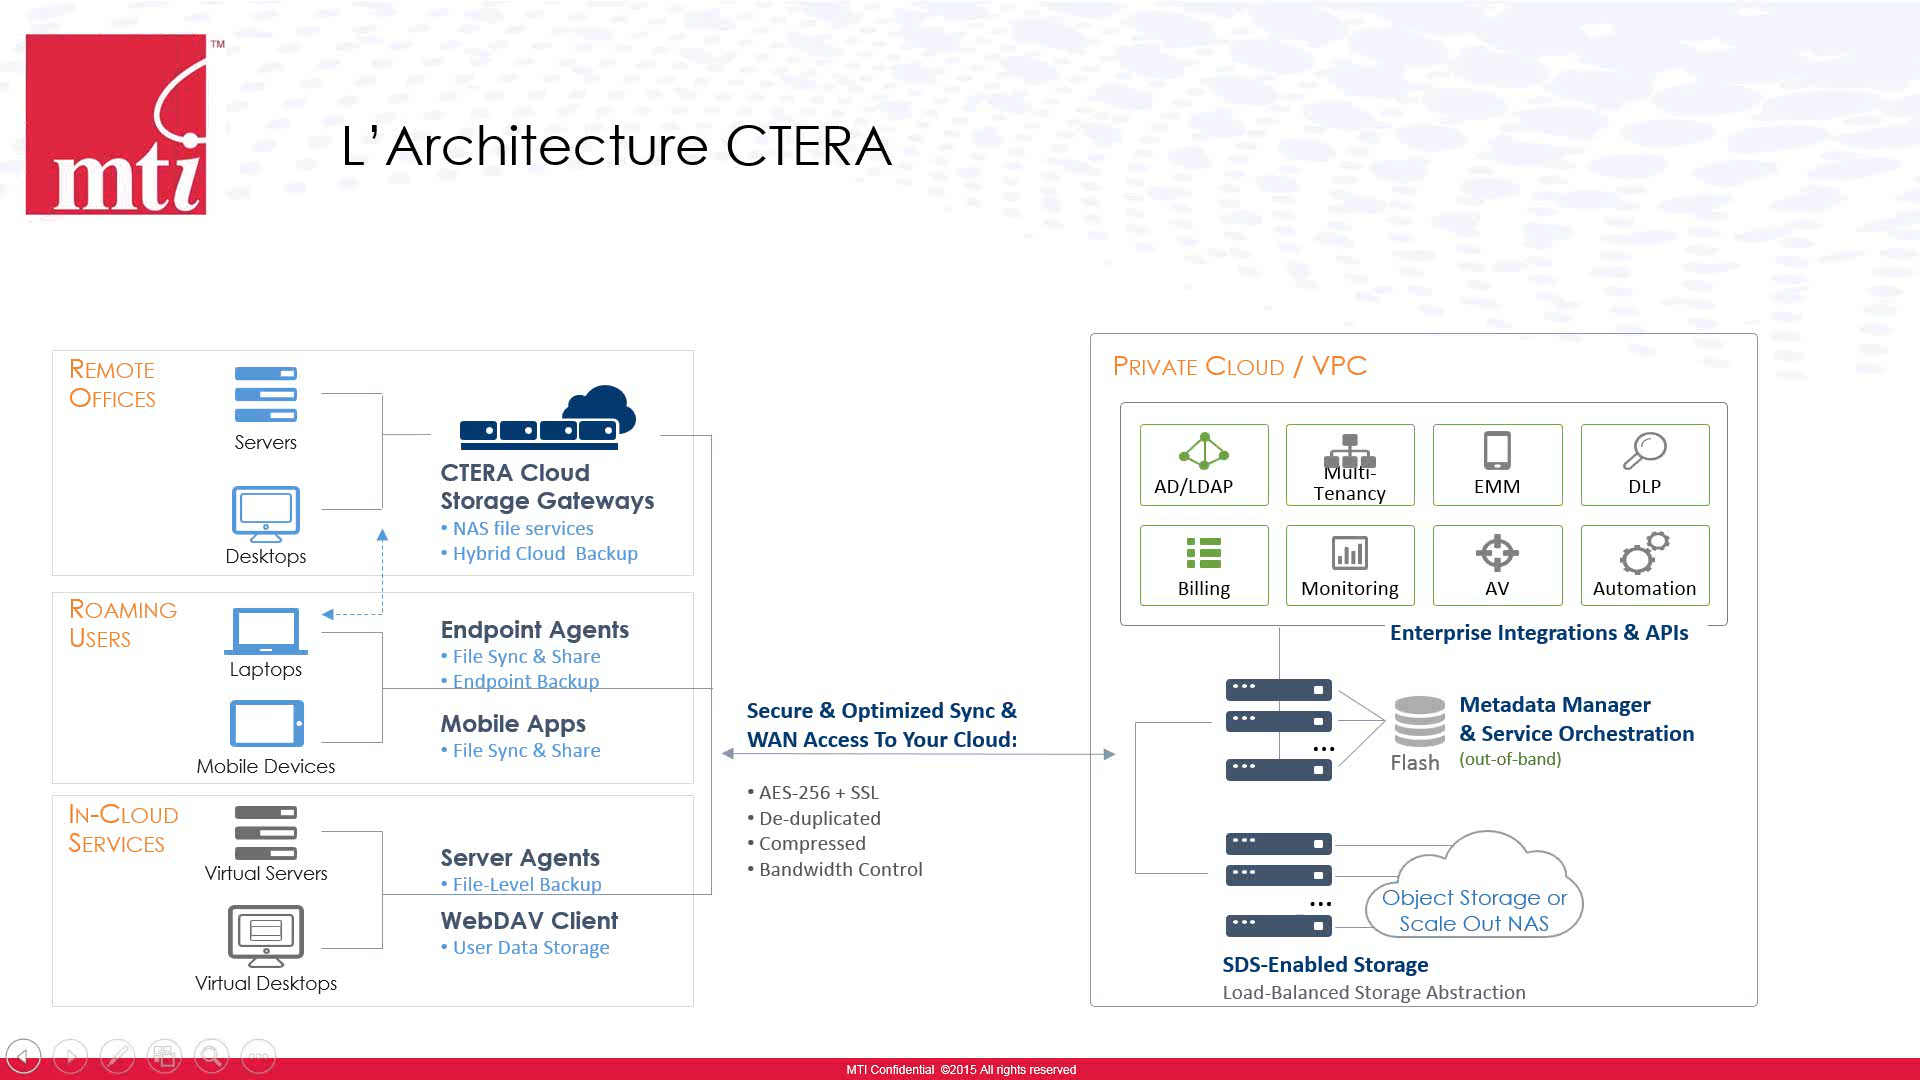 TM
mti
L’Architecture CTERA
REMOTE
OFFICES
Servers
Desktops
CTERA Cloud
Storage Gateways
• NAS file services
• Hybrid Cloud Backup
ROAMING
USERS
Laptops
Mobile Devices
Endpoint Agents
• File Sync & Share
• Endpoint Backup
Mobile Apps
• File Sync & Share
IN-CLOUD
SERVICES
Virtual Servers
Virtual Desktops
Server Agents
• File-Level Backup
WebDAV Client
• User Data Storage
Secure & Optimized Sync &
WAN Access To Your Cloud:
• AES-256 + SSL
• De-duplicated
• Compressed
• Bandwidth Control
PRIVATE CLOUD / VPC
AD/LDAP
Multi-
Tenancy
EMM
DLP
Billing
Monitoring
AV
Automation
Enterprise Integrations & APIs
...
Flash
Metadata Manager
& Service Orchestration
(out-of-band)
...
Object Storage or
Scale Out NAS
SDS-Enabled Storage
Load-Balanced Storage Abstraction
MTI Confidential ©2015 All rights reserved